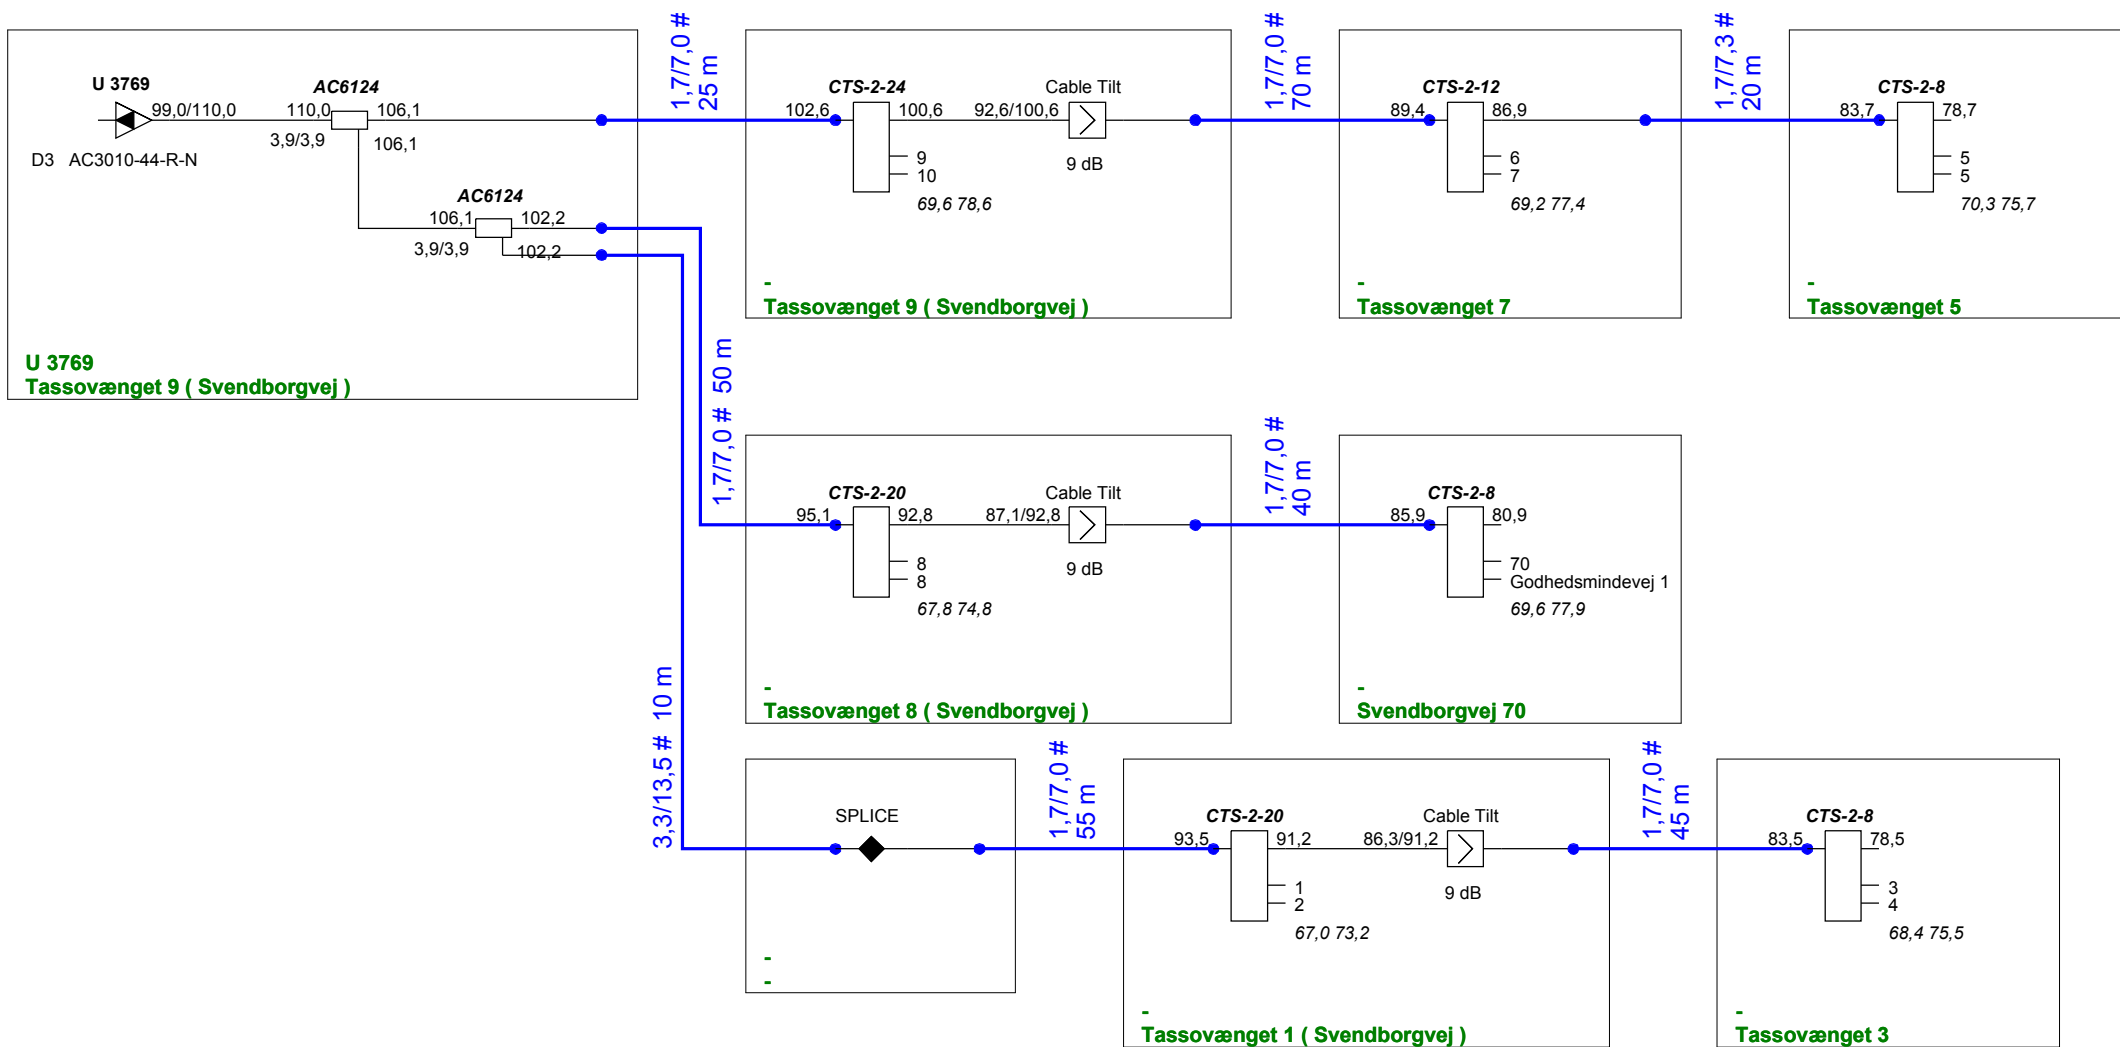 U 3769
99,0/110,0
D3 AC3010-44-R-N
AC6124
110,0
106,1
3,9/3,9
106,1
AC6124
106,1
102,2
3,9/3,9
102,2
U 3769
Tassovænget 9 ( Svendborgvej )
1,7/7,0 #
25 m
CTS-2-24
102,6
100,6
9
10
69,6 78,6
Cable Tilt
92,6/100,6
9 dB
-
Tassovænget 9 ( Svendborgvej )
1,7/7,0 #
70 m
CTS-2-12
89,4
86,9
6
7
69,2 77,4
-
Tassovænget 7
1,7/7,3 #
20 m
CTS-2-8
83,7
78,7
5
5
70,3 75,7
-
Tassovænget 5
1,7/7,0 # 50 m
CTS-2-20
95,1
92,8
8
8
67,8 74,8
Cable Tilt
87,1/92,8
9 dB
-
Tassovænget 8 ( Svendborgvej )
1,7/7,0 #
40 m
CTS-2-8
85,9
80,9
70
Godhedsmindevej 1
69,6 77,9
-
Svendborgvej 70
3,3/13,5 # 10 m
SPLICE
-
-
1,7/7,0 #
55 m
CTS-2-20
93,5
91,2
1
2
67,0 73,2
Cable Tilt
86,3/91,2
9 dB
-
Tassovænget 1 ( Svendborgvej )
1,7/7,0 #
45 m
CTS-2-8
83,5
78,5
3
4
68,4 75,5
-
Tassovænget 3